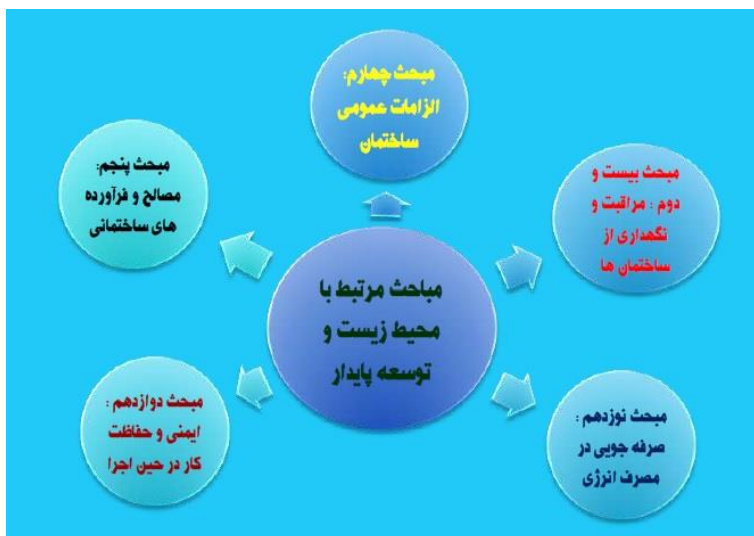 مبحث چهارم:
الزامات عمومی
ساختمان
مبحث بیست و
دوم : مراقبت و
نگهداری از
ساختمان ها
مبحث پنجم:
مصالح و فرآورده
های ساختمانی
مباحث مرتبط با
محیط زیست و
توسعه پایدار
مبحث نوزدهم :
صرفه جویی در
مصرف انرژی
مبحث دوازدهم :
ایمنی و حفاظت
کار در حین اجرا